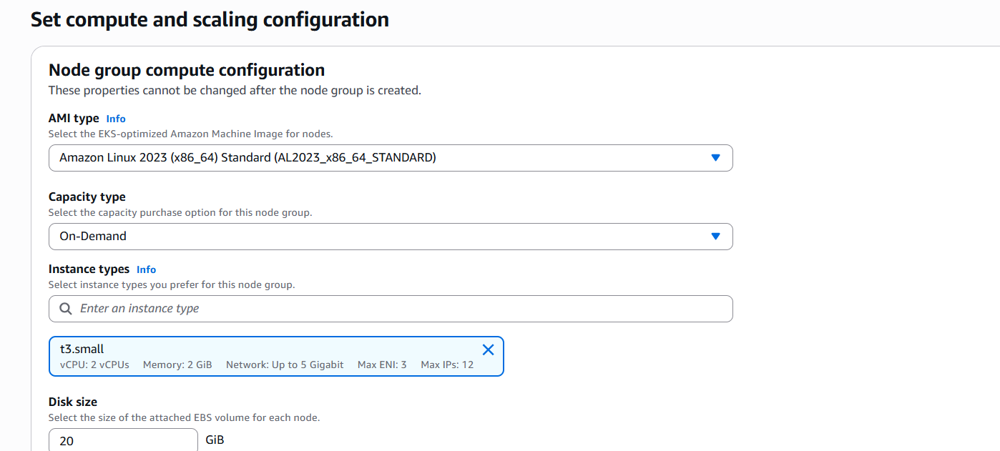 Set compute and scaling configuration
Node group compute configuration
These properties cannot be changed after the node group is created.
AMI type Info
Select the EKS-optimized Amazon Machine Image for nodes.
Amazon Linux 2023 (x86_64) Standard (AL2023_x86_64_STANDARD)
Capacity type
Select the capacity purchase option for this node group.
On-Demand
Instance types Info
Select instance types you prefer for this node group.
Enter an instance type
t3.small
vCPU: 2 vCPUs Memory: 2 GiB Network: Up to 5 Gigabit Max ENI: 3 Max IPs: 12
Disk size
Select the size of the attached EBS volume for each node.
20 GiB